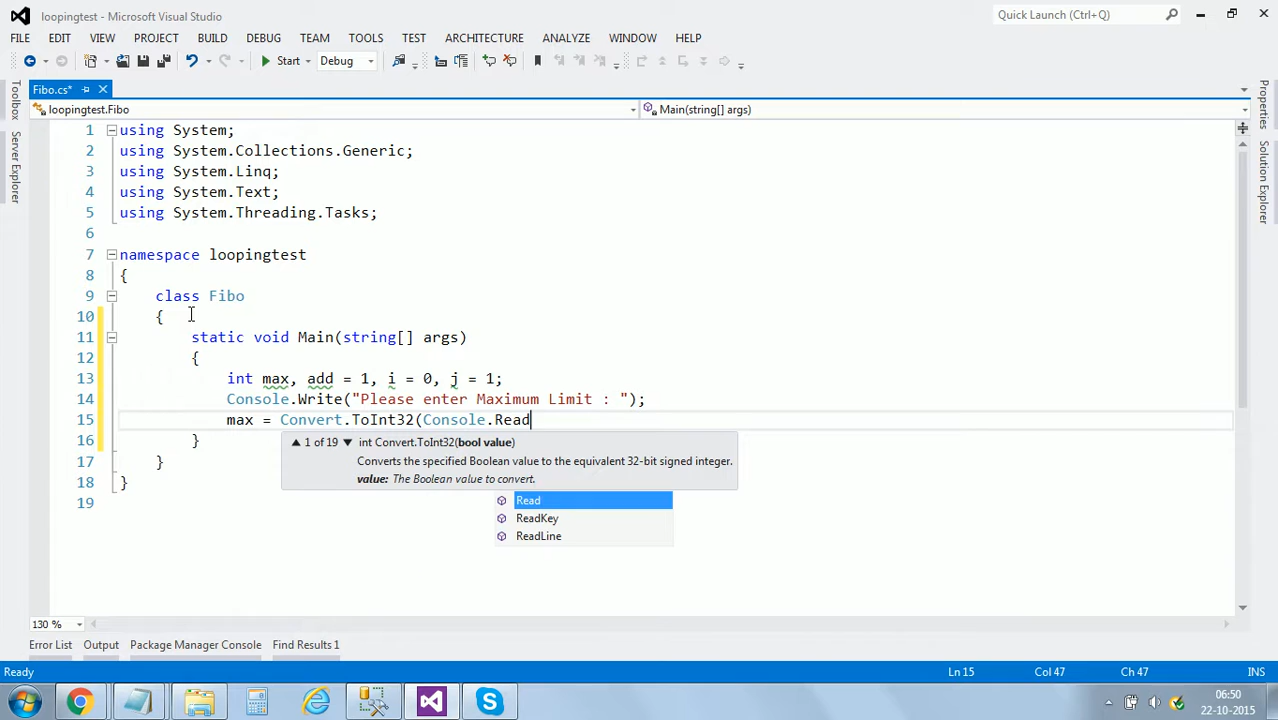 loopingtest - Microsoft Visual Studio
Quick Launch (Ctrl+Q)
FILE EDIT VIEW PROJECT BUILD DEBUG TEAM TOOLS TEST ARCHITECTURE ANALYZE WINDOW HELP
Start Debug
Fibo.cs*
loopingtest.Fibo Main(string[] args)
Toolbox
Server Explorer
Properties
Solution Explorer
1 using System;
2 using System.Collections.Generic;
3 using System.Linq;
4 using System.Text;
5 using System.Threading.Tasks;
6
7 namespace loopingtest
8 {
9 class Fibo
10 {
11 static void Main(string[] args)
12 {
13 int max, add = 1, i = 0, j = 1;
14 Console.Write("Please enter Maximum Limit : ");
15 max = Convert.ToInt32(Console.Read
16 }
17 }
18 }
19
1 of 19 int Convert.ToInt32(bool value)
Converts the specified Boolean value to the equivalent 32-bit signed integer.
value: The Boolean value to convert.
Read
ReadKey
ReadLine
130 %
Error List Output Package Manager Console Find Results 1
Ready Ln 15 Col 47 Ch 47 INS
06:50
22-10-2015